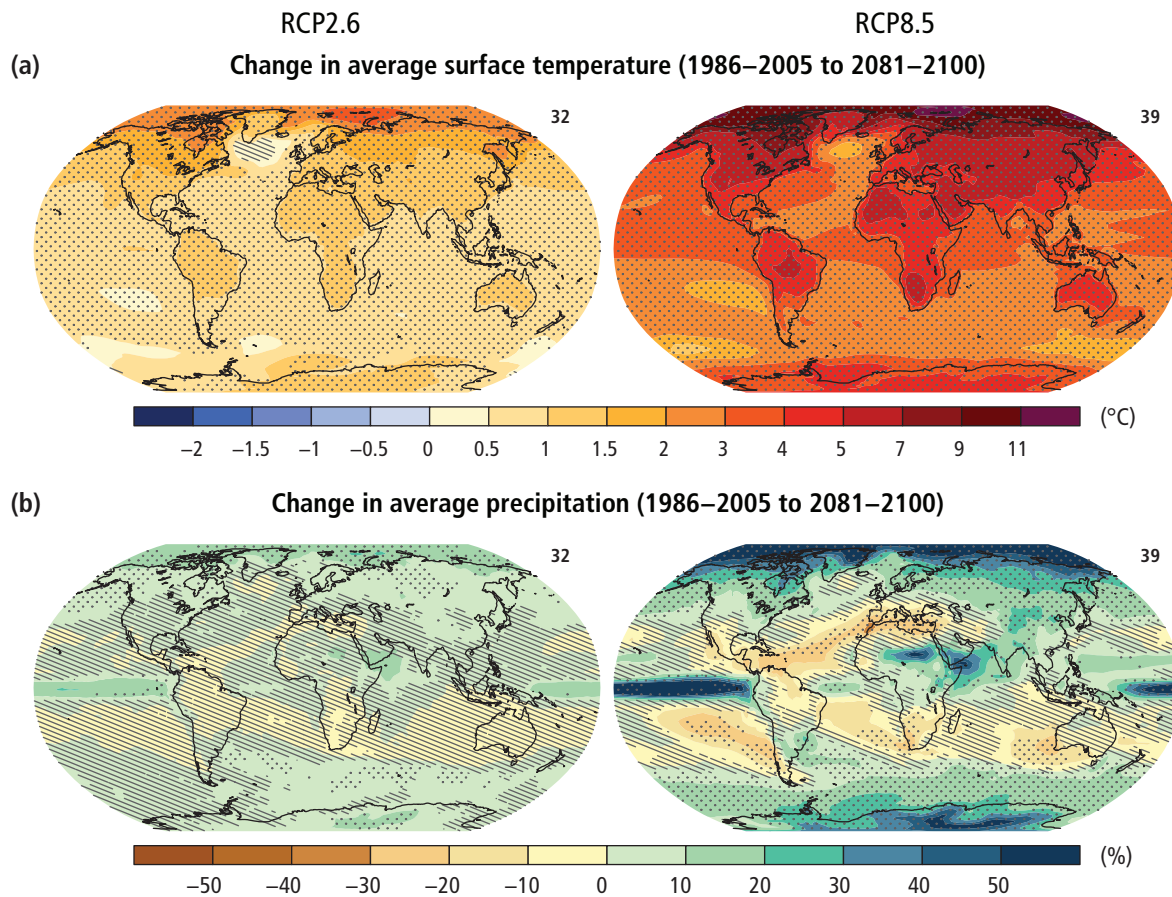 RCP2.6 RCP8.5
(a) Change in average surface temperature (1986–2005 to 2081–2100)
32 39
(°C)
−2 −1.5 −1 −0.5 0 0.5 1 1.5 2 3 4 5 7 9 11
(b) Change in average precipitation (1986–2005 to 2081–2100)
32 39
(%)
−50 −40 −30 −20 −10 0 10 20 30 40 50